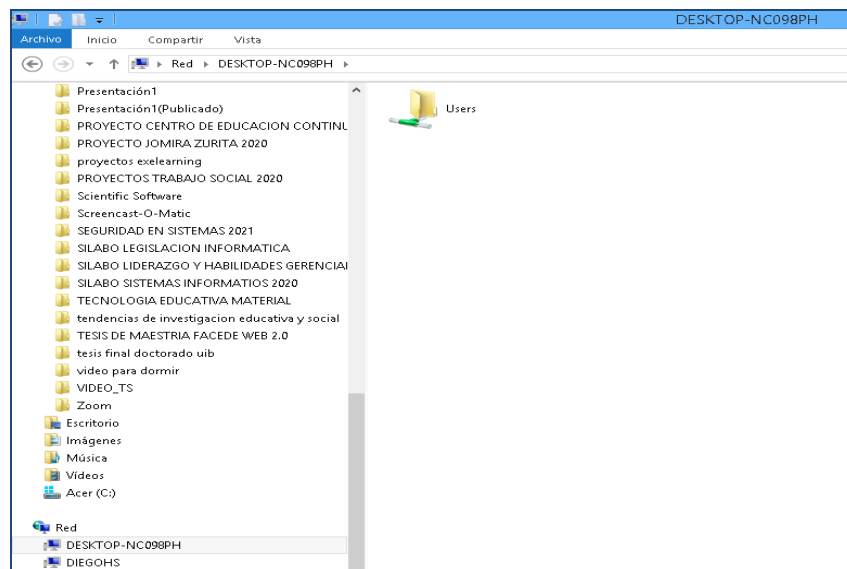 DESKTOP-NC098PH
Archivo Inicio Compartir Vista
Red DESKTOP-NC098PH
Presentación1
Presentación1(Publicado)
PROYECTO CENTRO DE EDUCACION CONTINU
PROYECTO JOMIRA ZURITA 2020
proyectos exelearning
PROYECTOS TRABAJO SOCIAL 2020
Scientific Software
Screencast-O-Matic
SEGURIDAD EN SISTEMAS 2021
SILABO LEGISLACION INFORMATICA
SILABO LIDERAZGO Y HABILIDADES GERENCIAI
SILABO SISTEMAS INFORMATIOS 2020
TECNOLOGIA EDUCATIVA MATERIAL
tendencias de investigacion educativa y social
TESIS DE MAESTRIA FACEDE WEB 2.0
tesis final doctorado uib
video para dormir
VIDEO_TS
Zoom
Escritorio
Imágenes
Música
Vídeos
Acer (C:)
Red
DESKTOP-NC098PH
DIEGOHS
Users